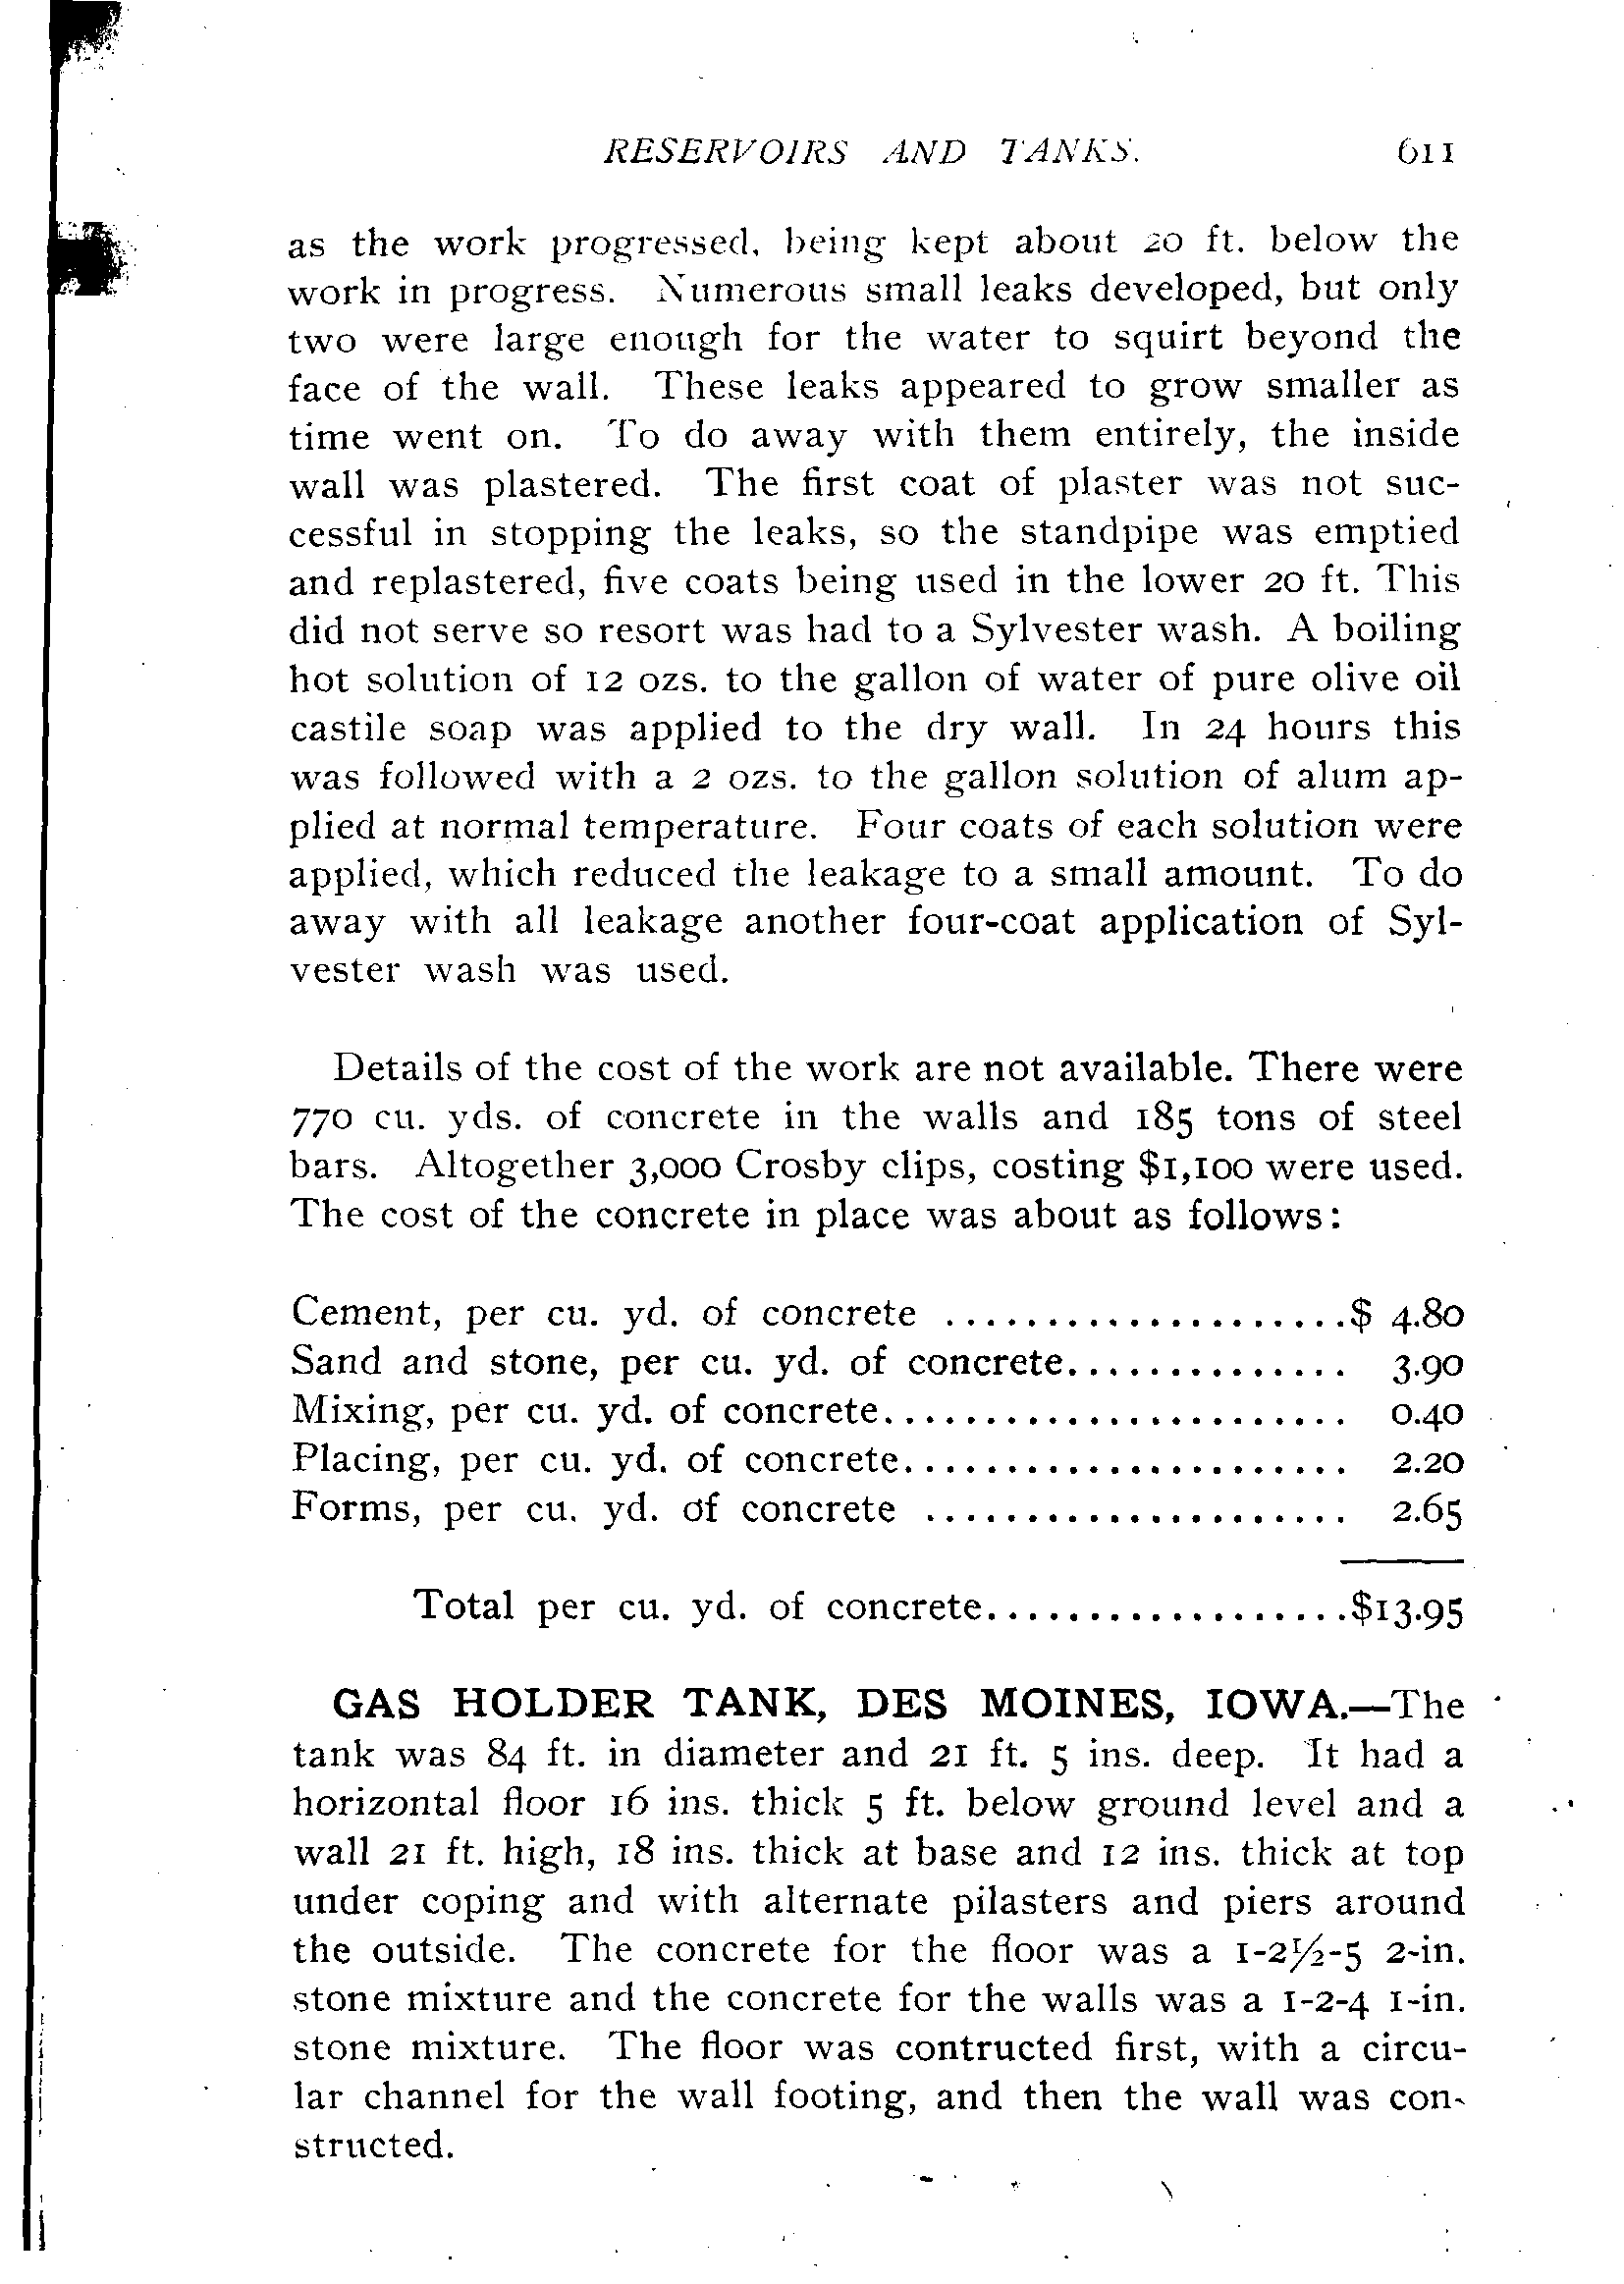 RESERVOIRS AND TANKS. 611
as the work progressed, being kept about 20 ft. below the
work in progress. Numerous small leaks developed, but only
two were large enough for the water to squirt beyond the
face of the wall. These leaks appeared to grow smaller as
time went on. To do away with them entirely, the inside
wall was plastered. The first coat of plaster was not suc-
cessful in stopping the leaks, so the standpipe was emptied
and replastered, five coats being used in the lower 20 ft. This
did not serve so resort was had to a Sylvester wash. A boiling
hot solution of 12 ozs. to the gallon of water of pure olive oil
castile soap was applied to the dry wall. In 24 hours this
was followed with a 2 ozs. to the gallon solution of alum ap-
plied at normal temperature. Four coats of each solution were
applied, which reduced the leakage to a small amount. To do
away with all leakage another four-coat application of Syl-
vester wash was used.
Details of the cost of the work are not available. There were
770 cu. yds. of concrete in the walls and 185 tons of steel
bars. Altogether 3,000 Crosby clips, costing $1,100 were used.
The cost of the concrete in place was about as follows:
Cement, per cu. yd. of concrete ....................$ 4.80
Sand and stone, per cu. yd. of concrete.............. 3.90
Mixing, per cu. yd. of concrete....................... 0.40
Placing, per cu. yd. of concrete...................... 2.20
Forms, per cu. yd. of concrete ..................... 2.65
Total per cu. yd. of concrete..................$13.95
GAS HOLDER TANK, DES MOINES, IOWA.—The
tank was 84 ft. in diameter and 21 ft. 5 ins. deep. It had a
horizontal floor 16 ins. thick 5 ft. below ground level and a
wall 21 ft. high, 18 ins. thick at base and 12 ins. thick at top
under coping and with alternate pilasters and piers around
the outside. The concrete for the floor was a 1-2½-5 2-in.
stone mixture and the concrete for the walls was a 1-2-4 1-in.
stone mixture. The floor was contructed first, with a circu-
lar channel for the wall footing, and then the wall was con-
structed.